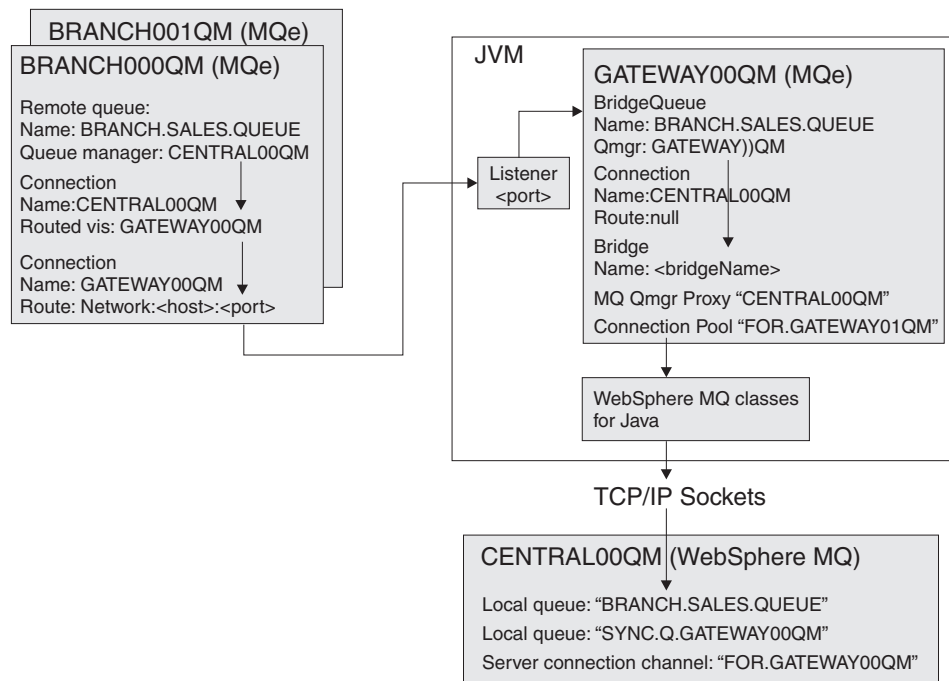 BRANCH001QM (MQe)
BRANCH000QM (MQe)
Remote queue:
Name: BRANCH.SALES.QUEUE
Queue manager: CENTRAL00QM
Connection
Name:CENTRAL00QM
Routed vis: GATEWAY00QM
Connection
Name: GATEWAY00QM
Route: Network:<host>:<port>
JVM
Listener
<port>
GATEWAY00QM (MQe)
BridgeQueue
Name: BRANCH.SALES.QUEUE
Qmgr: GATEWAY))QM
Connection
Name:CENTRAL00QM
Route:null
Bridge
Name: <bridgeName>
MQ Qmgr Proxy “CENTRAL00QM”
Connection Pool “FOR.GATEWAY01QM”
WebSphere MQ classes
for Java
TCP/IP Sockets
CENTRAL00QM (WebSphere MQ)
Local queue: “BRANCH.SALES.QUEUE”
Local queue: “SYNC.Q.GATEWAY00QM”
Server connection channel: “FOR.GATEWAY00QM”